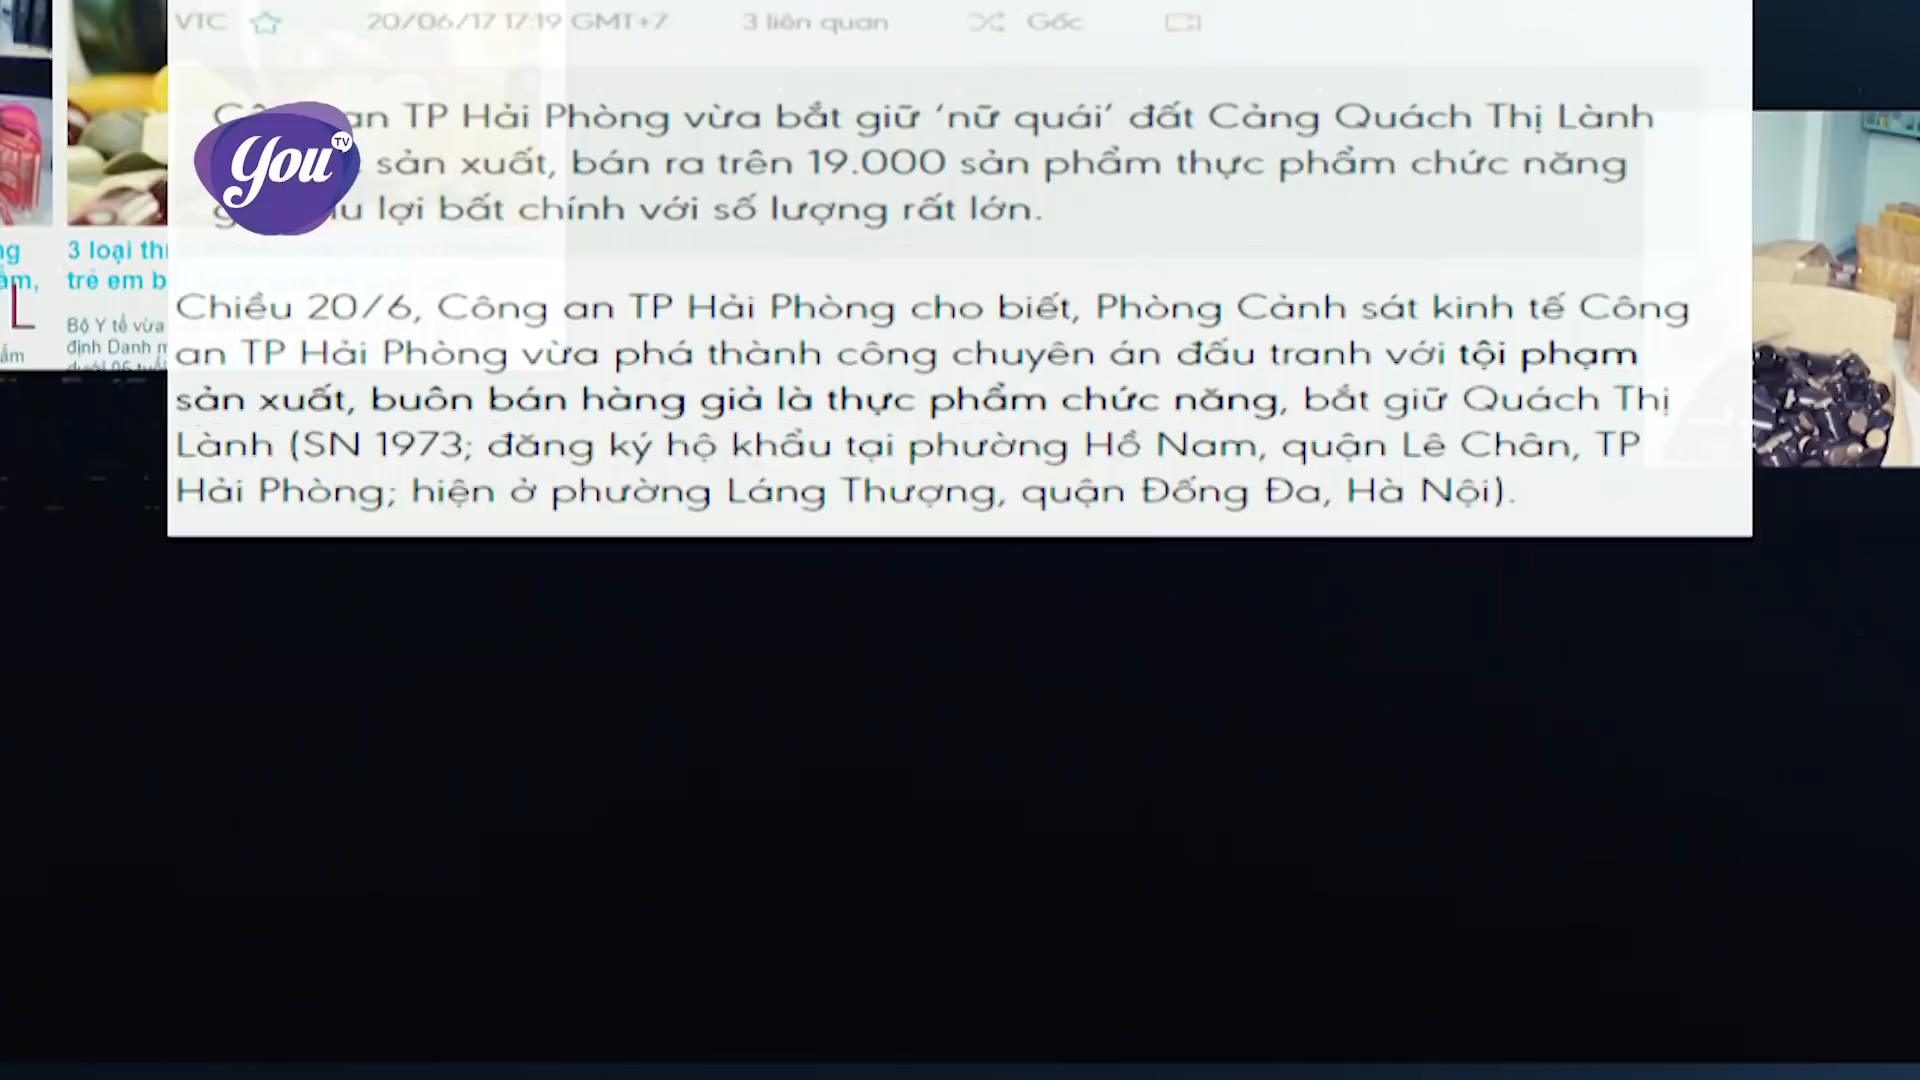 VTC 20/06/17 17:19 GMT+7 3 liên quan Gốc
an TP Hải Phòng vừa bắt giữ ‘nữ quái’ đất Cảng Quách Thị Lành
sản xuất, bán ra trên 19.000 sản phẩm thực phẩm chức năng
lợi bất chính với số lượng rất lớn.
You TV
Chiều 20/6, Công an TP Hải Phòng cho biết, Phòng Cảnh sát kinh tế Công
an TP Hải Phòng vừa phá thành công chuyên án đấu tranh với tội phạm
sản xuất, buôn bán hàng giả là thực phẩm chức năng, bắt giữ Quách Thị
Lành (SN 1973; đăng ký hộ khẩu tại phường Hồ Nam, quận Lê Chân, TP
Hải Phòng; hiện ở phường Láng Thượng, quận Đống Đa, Hà Nội).
3 loại
trẻ em
Bộ Y tế vừa
định Danh
L